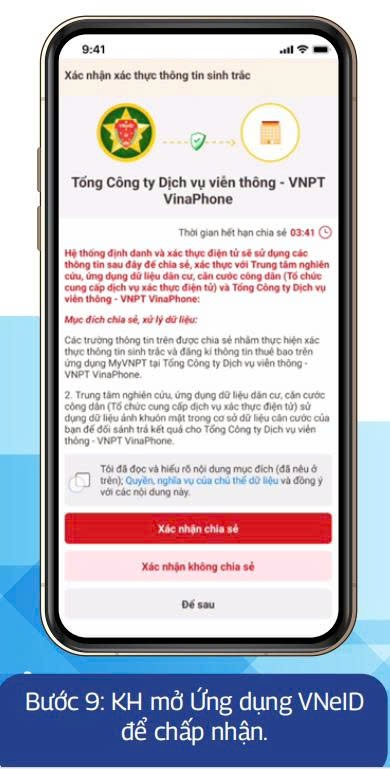 9:41
Xác nhận xác thực thông tin sinh trắc
Tổng Công ty Dịch vụ viễn thông - VNPT
VinaPhone
Thời gian hết hạn chia sẻ 03:41
Hệ thống định danh và xác thực điện tử sẽ sử dụng các
thông tin sau đây để chia sẻ, xác thực với Trung tâm nghiên
cứu, ứng dụng dữ liệu dân cư, căn cước công dân (Tổ chức
cung cấp dịch vụ xác thực điện tử) và Tổng Công ty Dịch vụ
viễn thông - VNPT VinaPhone:
Mục đích chia sẻ, xử lý dữ liệu:
Các trường thông tin trên được chia sẻ nhằm thực hiện xác
thực thông tin sinh trắc và đăng kí thông tin thuê bao trên
ứng dụng MyVNPT tại Tổng Công ty Dịch vụ viễn thông -
VNPT VinaPhone.
2. Trung tâm nghiên cứu, ứng dụng dữ liệu dân cư, căn cước
công dân (Tổ chức cung cấp dịch vụ xác thực điện tử) sử
dụng dữ liệu ảnh khuôn mặt trong cơ sở dữ liệu căn cước của
bạn để đối sánh trả kết quả cho Tổng Công ty Dịch vụ viễn
thông - VNPT VinaPhone.
Tôi đã đọc và hiểu rõ nội dung mục đích (đã nêu ở
trên); Quyền, nghĩa vụ của chủ thể dữ liệu và đồng ý
với các nội dung này.
Xác nhận chia sẻ
Xác nhận không chia sẻ
Để sau
Bước 9: KH mở Ứng dụng VNeID
để chấp nhận.